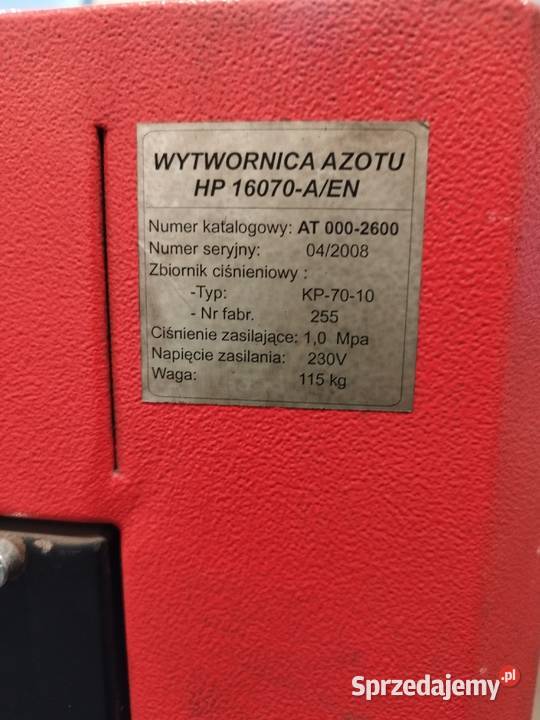 WYTWORNICA AZOTU
HP 16070-A/EN
Numer katalogowy: AT 000-2600
Numer seryjny: 04/2008
Zbiornik ciśnieniowy :
-Typ: KP-70-10
- Nr fabr. 255
Ciśnienie zasilające: 1,0 Mpa
Napięcie zasilania: 230V
Waga: 115 kg
Sprzedajemy.pl